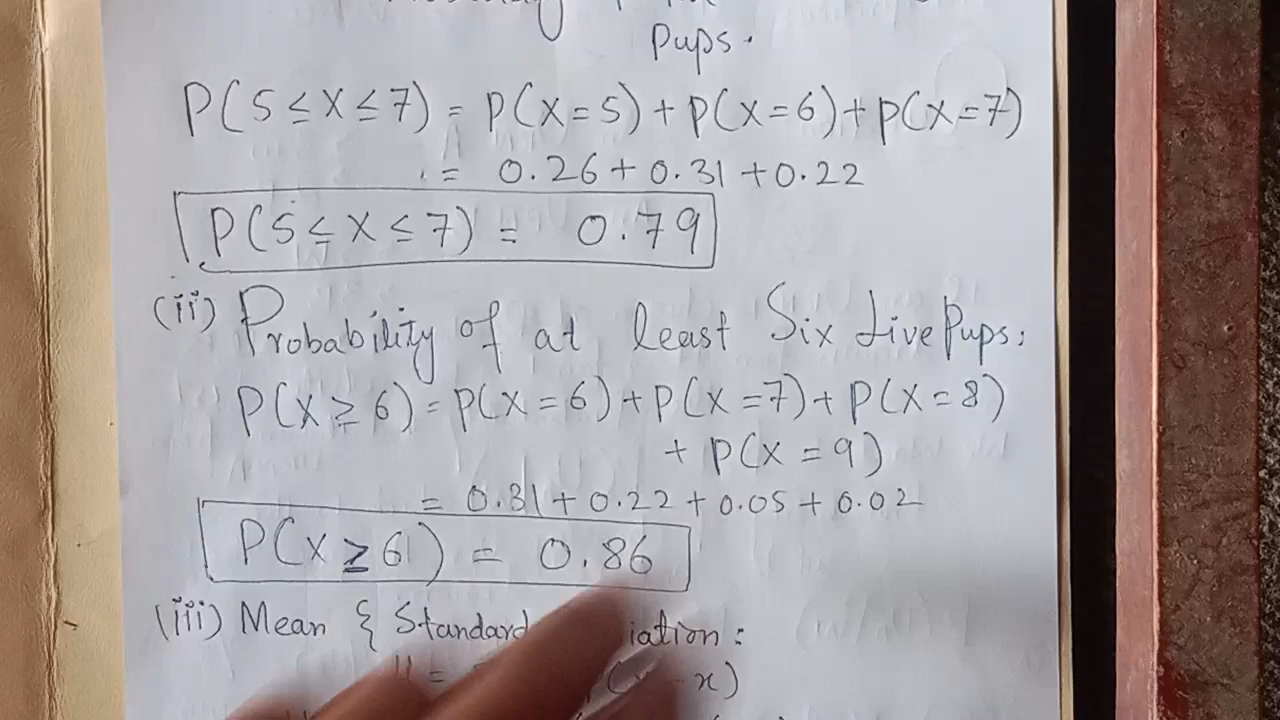 Pups.
P(5 ≤ X ≤ 7) = P(X=5) + P(X=6) + P(X=7)
= 0.26 + 0.31 + 0.22
P(5 ≤ X ≤ 7) = 0.79
(ii) Probability of at least Six Live Pups:
P(X ≥ 6) = P(X = 6) + P(X = 7) + P(X = 8)
+ P(X = 9)
= 0.31 + 0.22 + 0.05 + 0.02
P(X ≥ 6) = 0.86
(iii) Mean & Standard